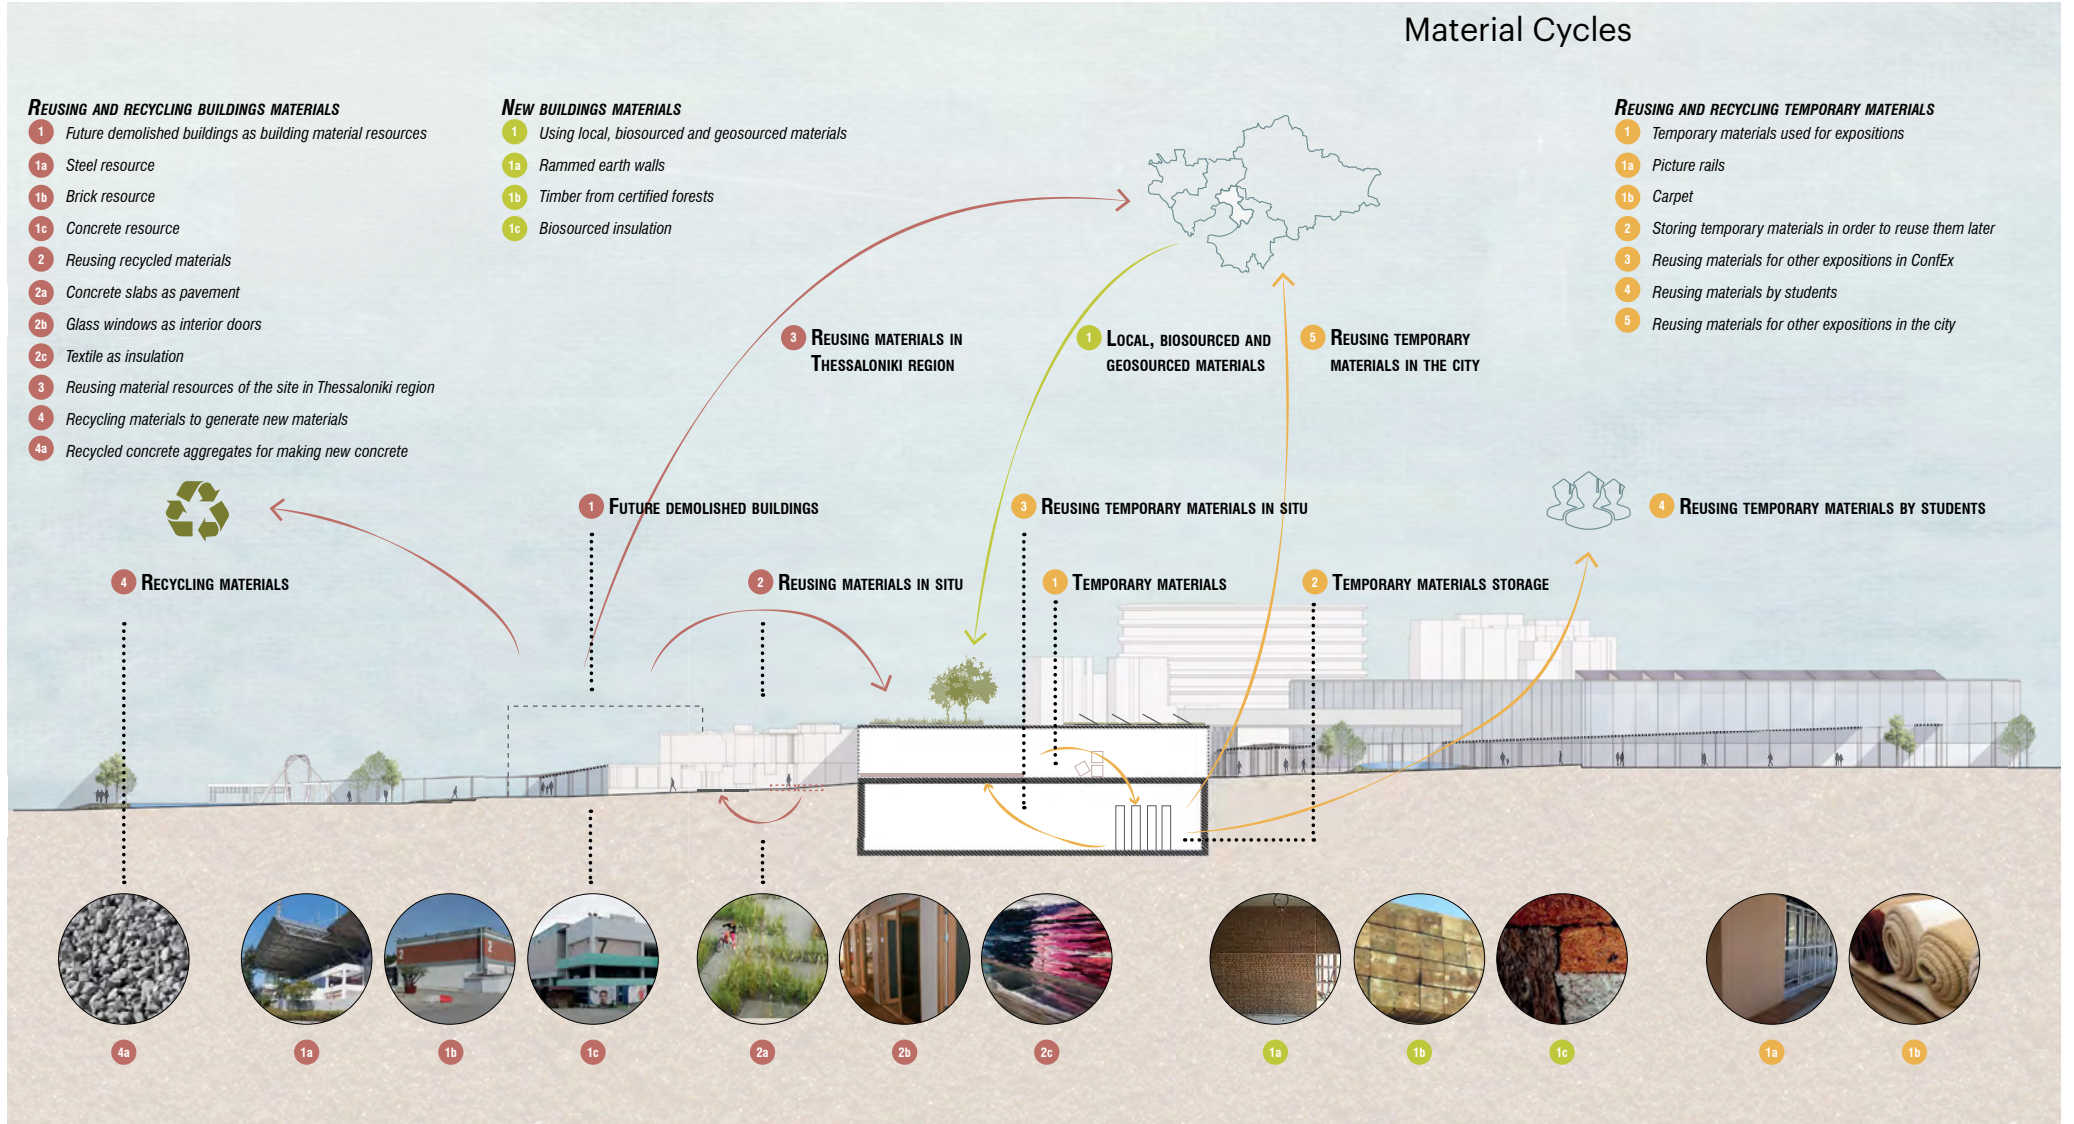 Material Cycles
REUSING AND RECYCLING BUILDINGS MATERIALS
1 Future demolished buildings as building material resources
1a Steel resource
1b Brick resource
1c Concrete resource
2 Reusing recycled materials
2a Concrete slabs as pavement
2b Glass windows as interior doors
2c Textile as insulation
3 Reusing material resources of the site in Thessaloniki region
4 Recycling materials to generate new materials
4a Recycled concrete aggregates for making new concrete
NEW BUILDINGS MATERIALS
1 Using local, biosourced and geosourced materials
1a Rammed earth walls
1b Timber from certified forests
1c Biosourced insulation
REUSING AND RECYCLING TEMPORARY MATERIALS
1 Temporary materials used for expositions
1a Picture rails
1b Carpet
2 Storing temporary materials in order to reuse them later
3 Reusing materials for other expositions in ConfEx
4 Reusing materials by students
5 Reusing materials for other expositions in the city
3 REUSING MATERIALS IN
THESSALONIKI REGION
1 LOCAL, BIOSOURCED AND
GEOSOURCED MATERIALS
5 REUSING TEMPORARY
MATERIALS IN THE CITY
1 FUTURE DEMOLISHED BUILDINGS
3 REUSING TEMPORARY MATERIALS IN SITU
4 REUSING TEMPORARY MATERIALS BY STUDENTS
4 RECYCLING MATERIALS
2 REUSING MATERIALS IN SITU
1 TEMPORARY MATERIALS
2 TEMPORARY MATERIALS STORAGE
2 2
7
4a 1a 1b 1c 2a 2b 2c 1a 1b 1c 1a 1b